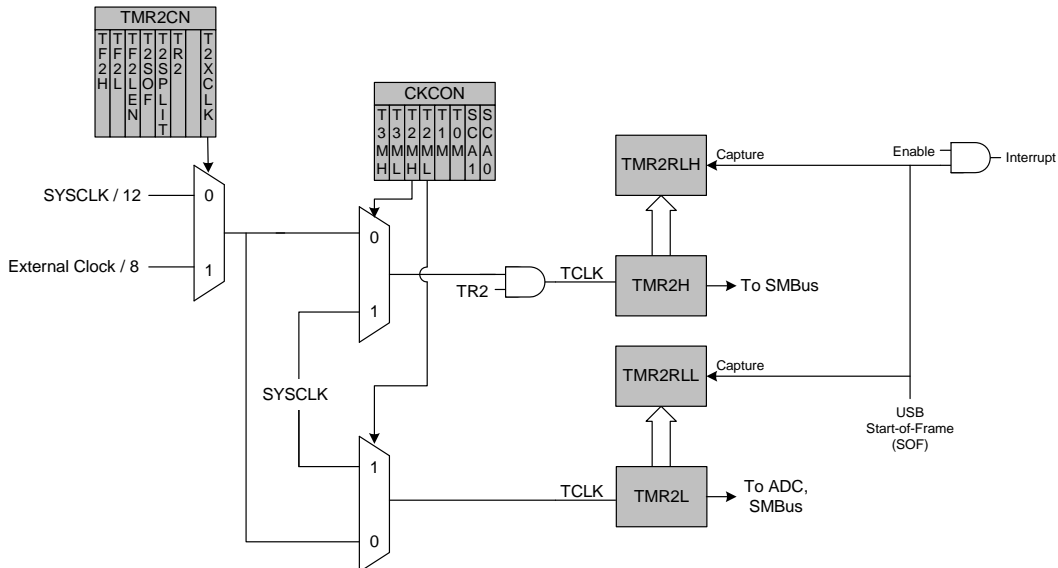 TMR2CN
TF2H
TF2L
TF2LEN
T2SOF
T2SPLIT
TR2
T2XCLK
CKCON
T3MH
T3ML
T2MH
T2ML
T1M
T0M
SCA1
SCA0
SYSCLK / 12
0
External Clock / 8
1
0
1
TR2
TCLK
TMR2RLH
Capture
TMR2H
To SMBus
Enable
Interrupt
SYSCLK
1
0
TCLK
TMR2RLL
Capture
TMR2L
To ADC,
SMBus
USB
Start-of-Frame
(SOF)